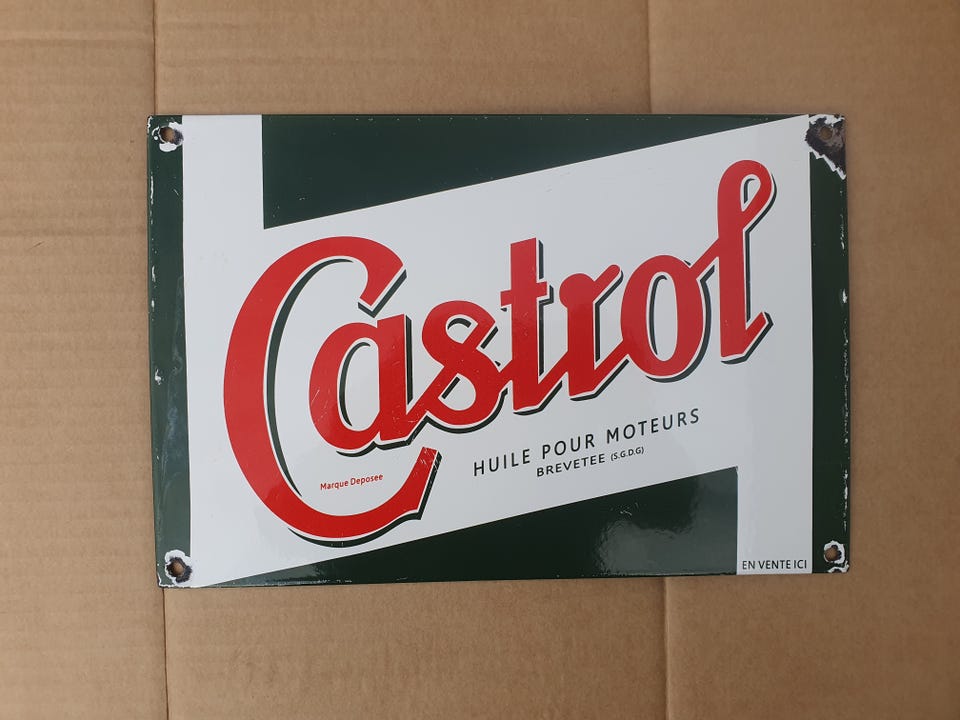 Castrol
HUILE POUR MOTEURS
BREVETEE (S.G.D.G)
Marque Deposee
EN VENTE ICI